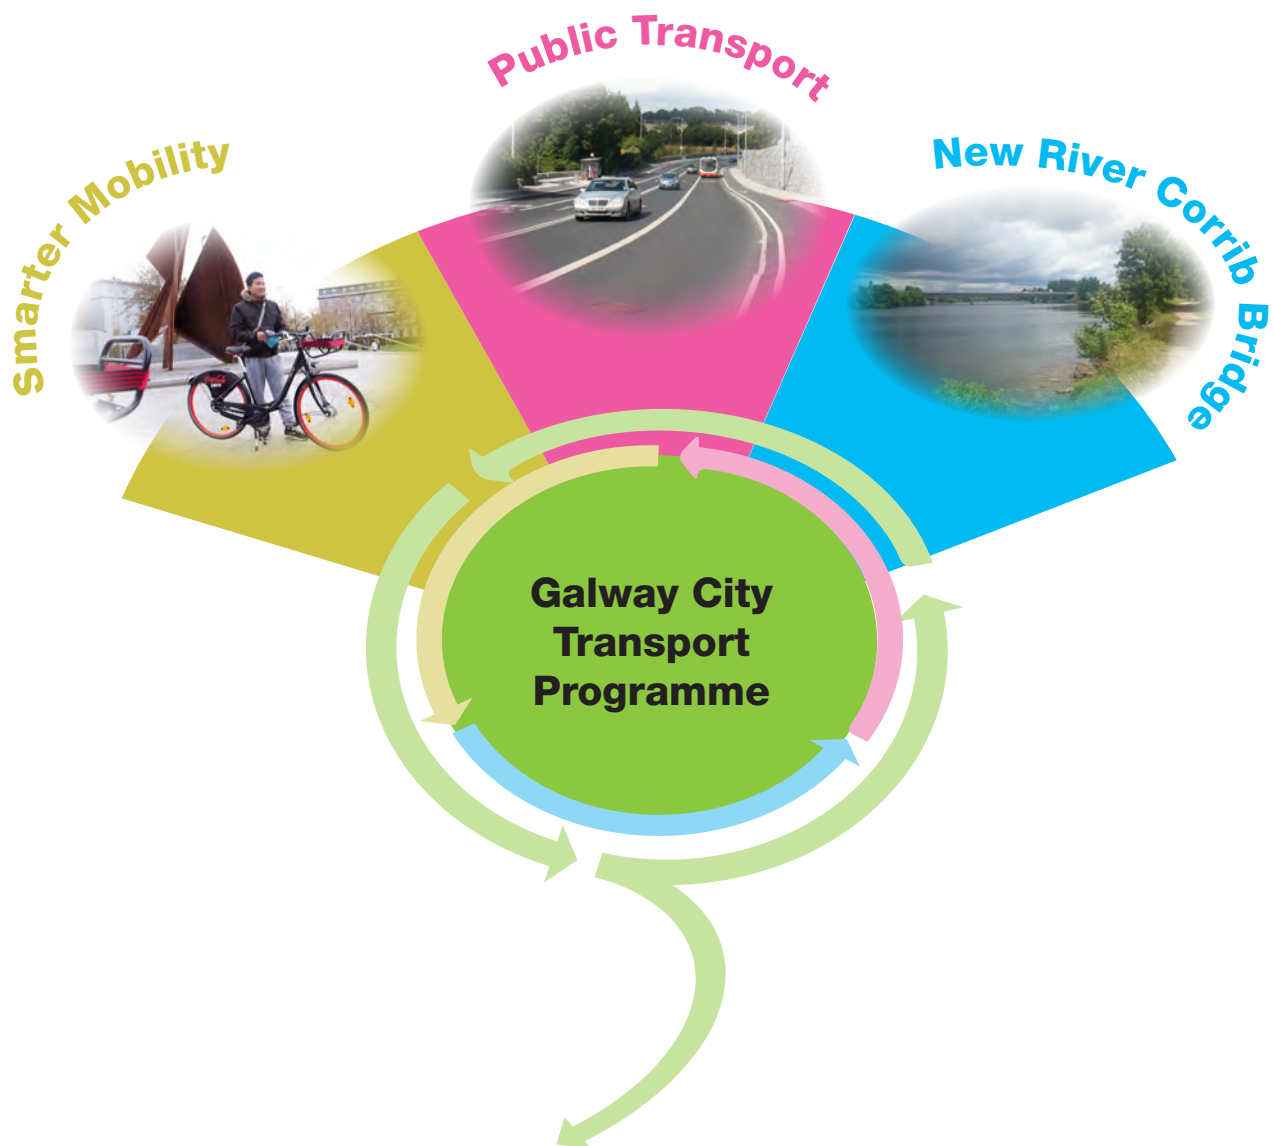 Public Transport
Smarter Mobility
New River Corrib Bridge
Galway City
Transport
Programme